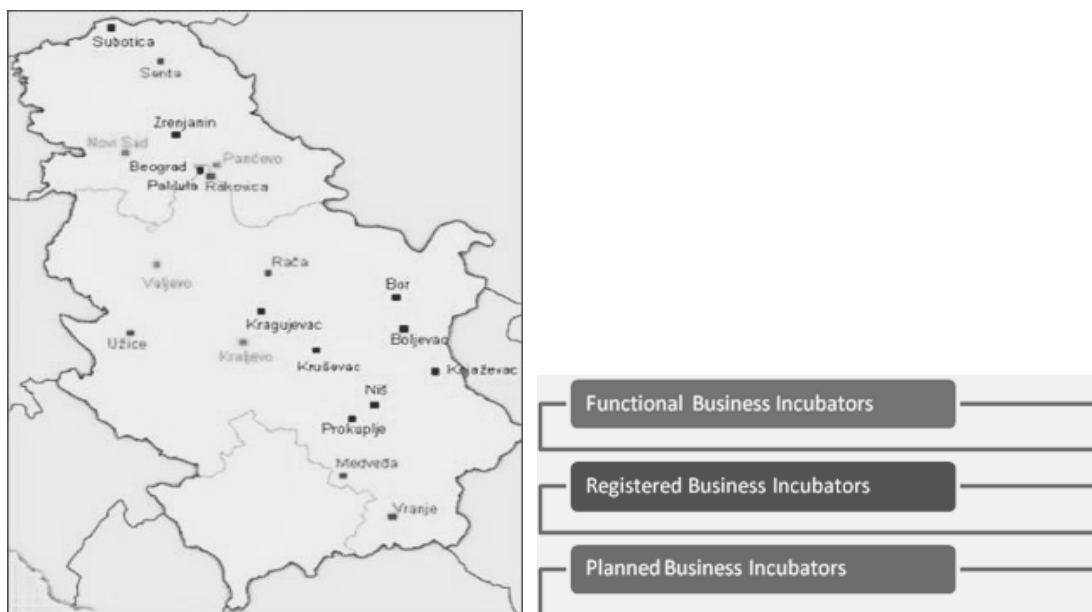 Subotica
Senta
Zrenjanin
Novi Sad
Pančevo
Beograd
Palilula Rakovica
Rača
Valjevo
Bor
Kragujevac
Boljevac
Užice
Kraljevo
Kruševac
Knjaževac
Niš
Prokuplje
Medveđa
Vranje
Functional Business Incubators
Registered Business Incubators
Planned Business Incubators